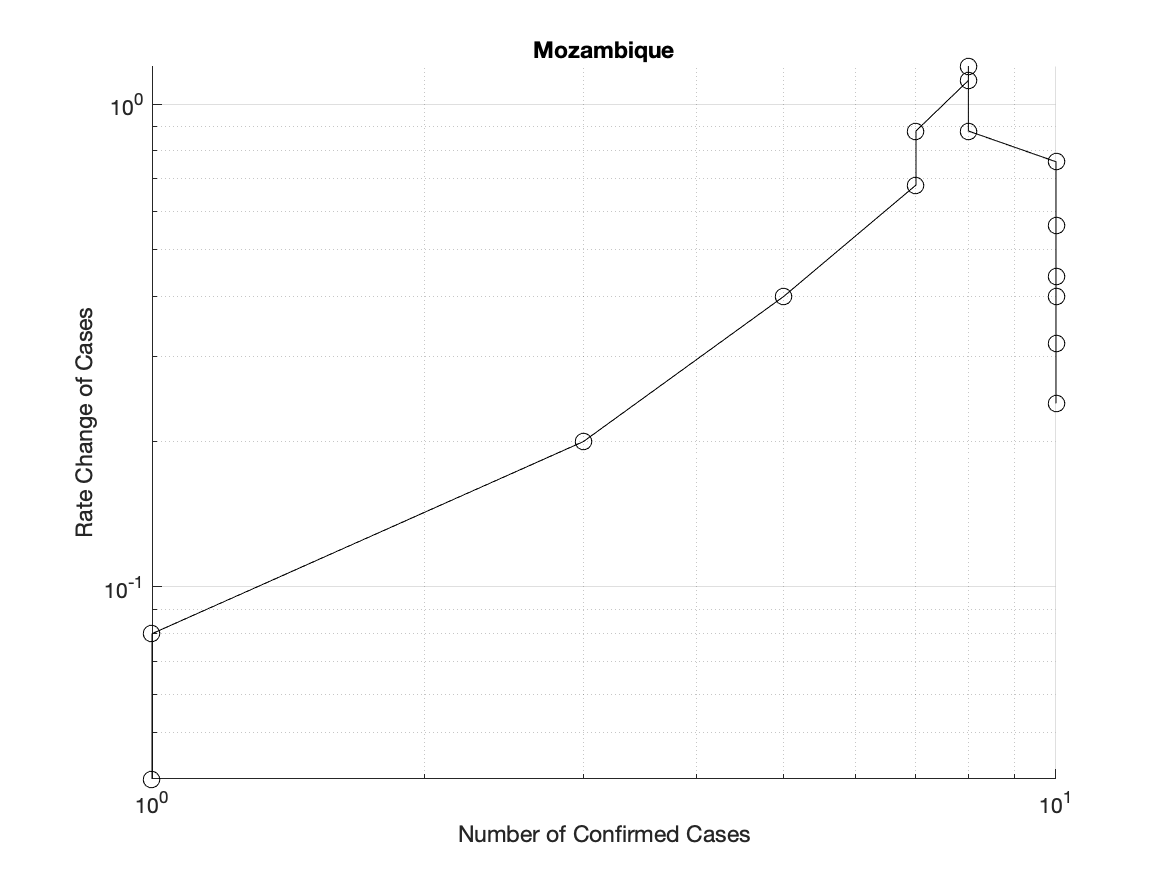 Mozambique
10^0
10^-1
Rate Change of Cases
10^0
10^1
Number of Confirmed Cases